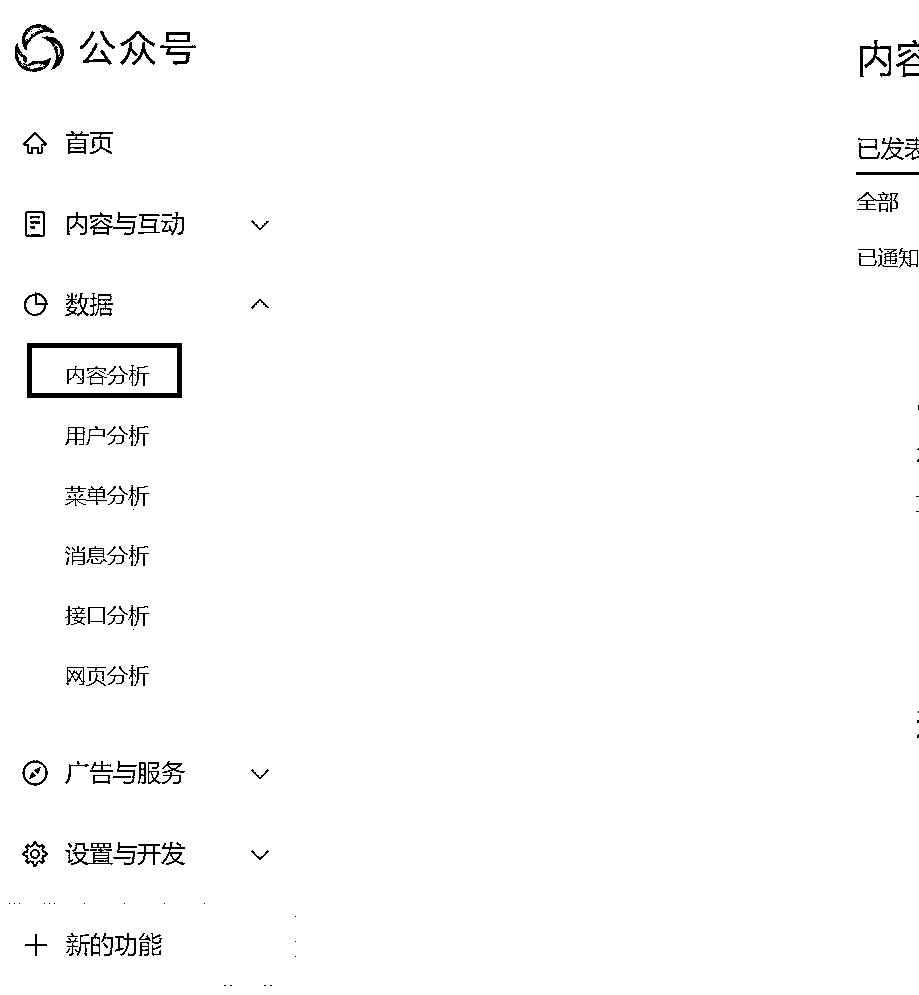 公众号
首页
内容与互动
数据
内容分析
用户分析
菜单分析
消息分析
接口分析
网页分析
广告与服务
设置与开发
新的功能
内容
已发表
全部
已通知